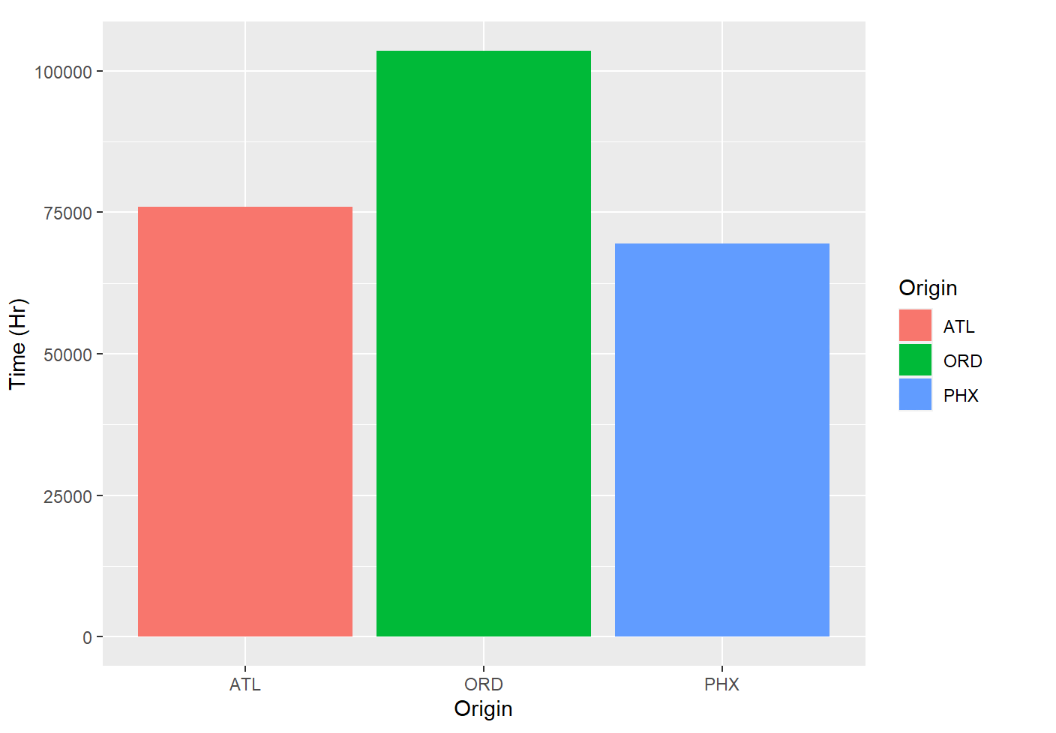 100000
75000
50000
25000
0
Time (Hr)
ATL
ORD
PHX
Origin
Origin
ATL
ORD
PHX